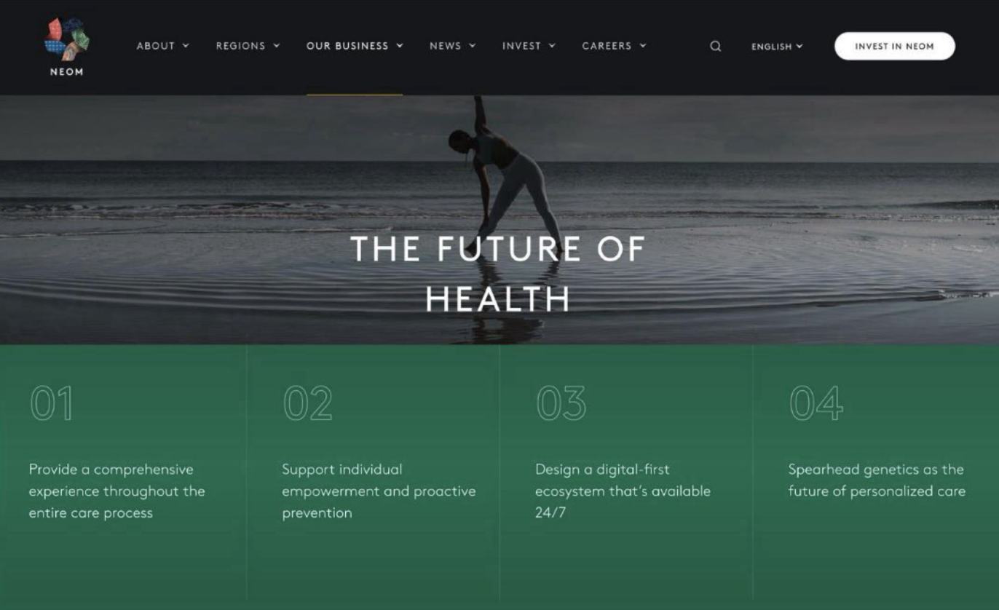 NEOM
ABOUT
REGIONS
OUR BUSINESS
NEWS
INVEST
CAREERS
ENGLISH
INVEST IN NEOM
THE FUTURE OF
HEALTH
01
Provide a comprehensive
experience throughout the
entire care process
02
Support individual
empowerment and proactive
prevention
03
Design a digital-first
ecosystem that's available
24/7
04
Spearhead genetics as the
future of personalized care